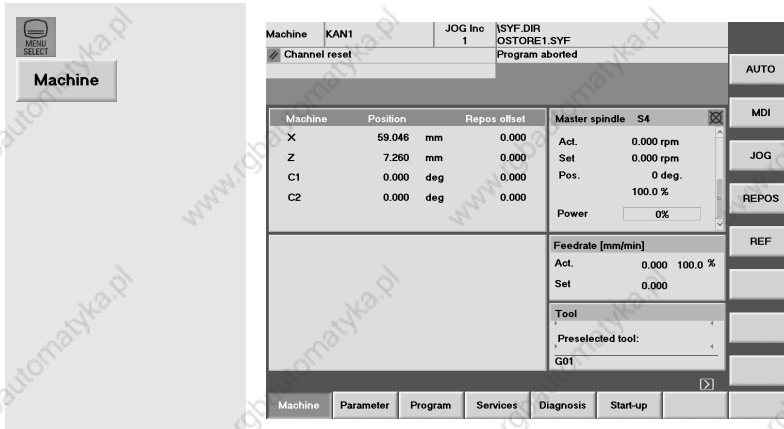 MENU
SELECT
Machine
Machine KAN1 JOG Inc \SYF.DIR
1 OSTORE1.SYF
Channel reset Program aborted
Machine Position Repos offset
X 59.046 mm 0.000
Z 7.260 mm 0.000
C1 0.000 deg 0.000
C2 0.000 deg 0.000
Master spindle S4
Act. 0.000 rpm
Set 0.000 rpm
Pos. 0 deg.
100.0 %
Power 0%
Feedrate [mm/min]
Act. 0.000 100.0 %
Set 0.000
Tool
Preselected tool:
G01
AUTO
MDI
JOG
REPOS
REF
Machine Parameter Program Services Diagnosis Start-up
www.rgbautomatyka.pl